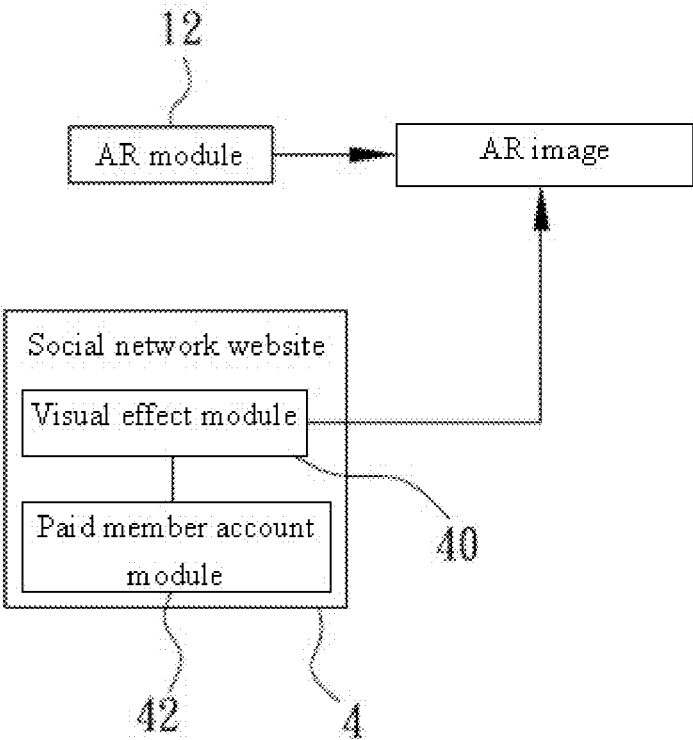 12
AR module
AR image
Social network website
Visual effect module
Paid member account
module
40
42
4